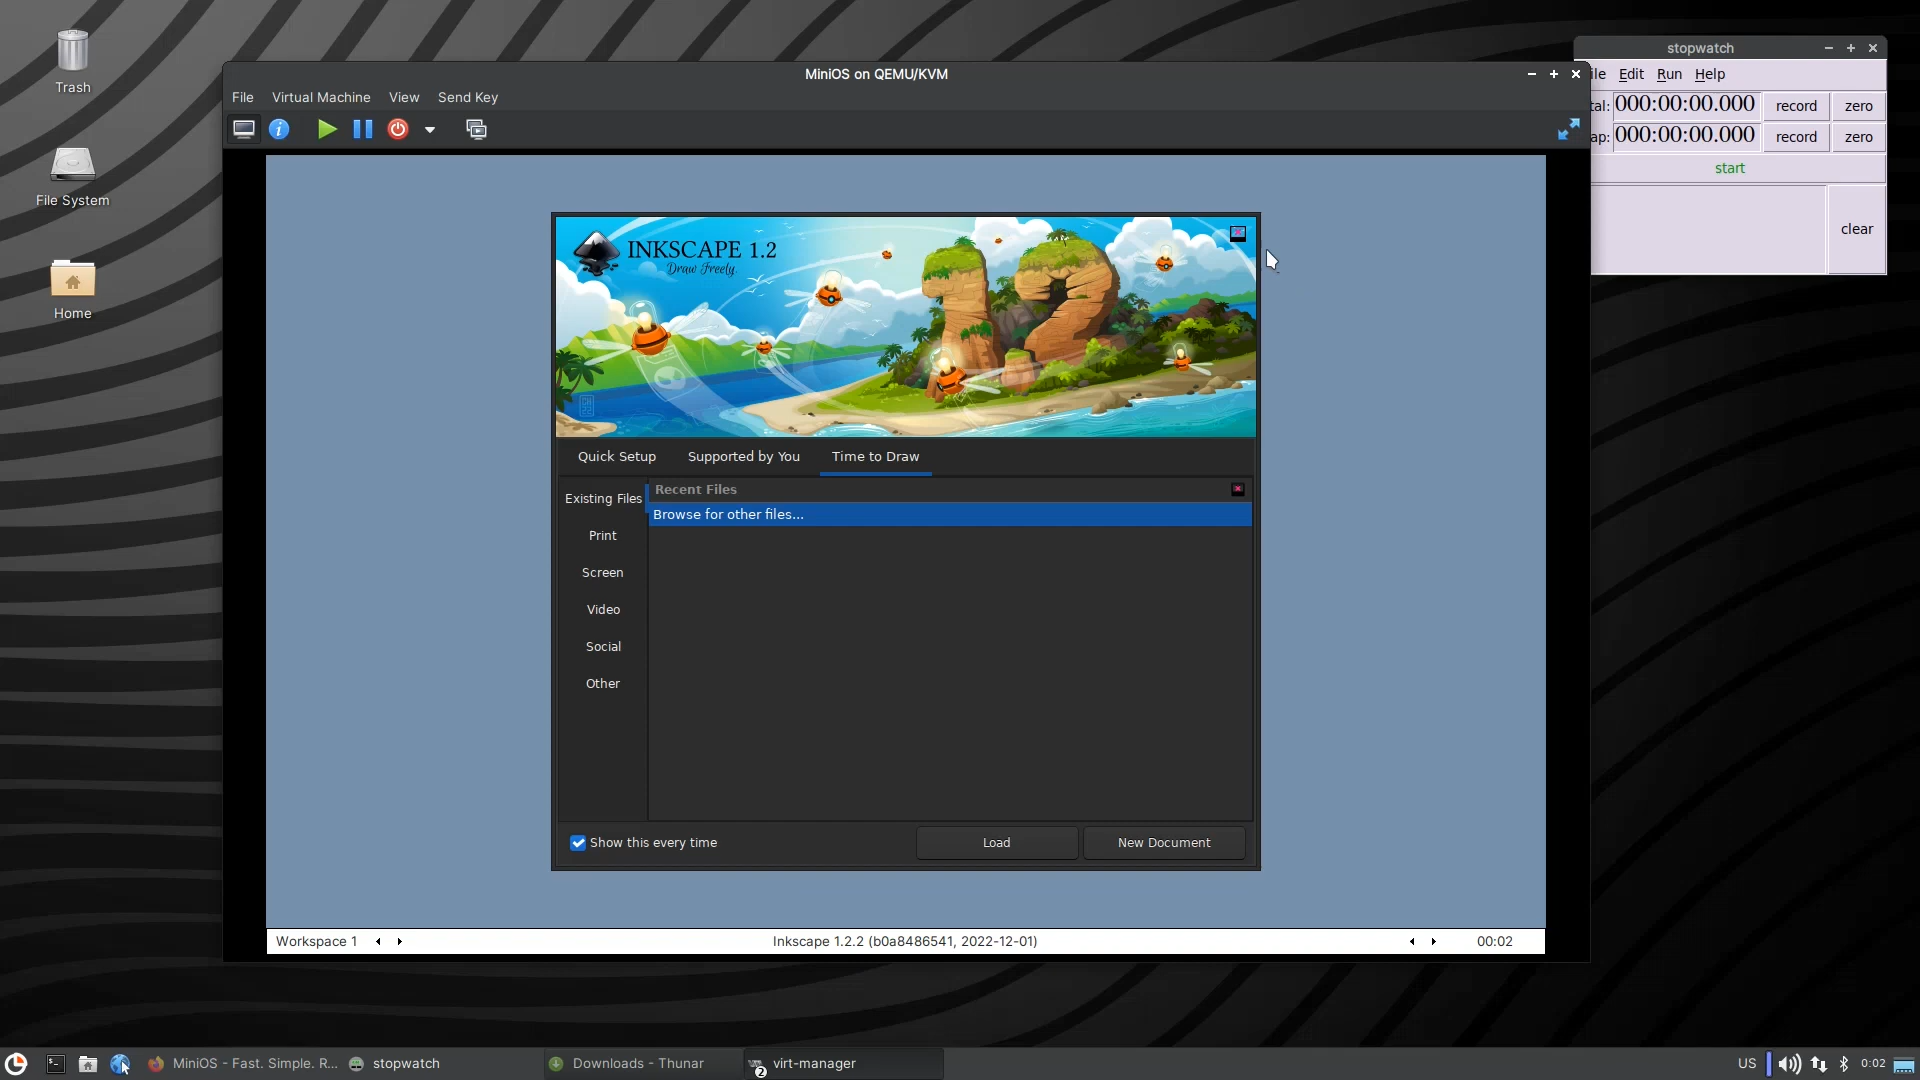 Trash
File System
Home
MiniOS on QEMU/KVM
File Virtual Machine View Send Key
stopwatch
ile Edit Run Help
tal: 000:00:00.000 record zero
ap: 000:00:00.000 record zero
start
clear
INKSCAPE 1.2
Draw Freely.
Quick Setup Supported by You Time to Draw
Existing Files
Print
Screen
Video
Social
Other
Recent Files
Browse for other files...
Show this every time
Load
New Document
Workspace 1 Inkscape 1.2.2 (b0a8486541, 2022-12-01) 00:02
MiniOS - Fast. Simple. R... stopwatch Downloads - Thunar 2 virt-manager US 0:02